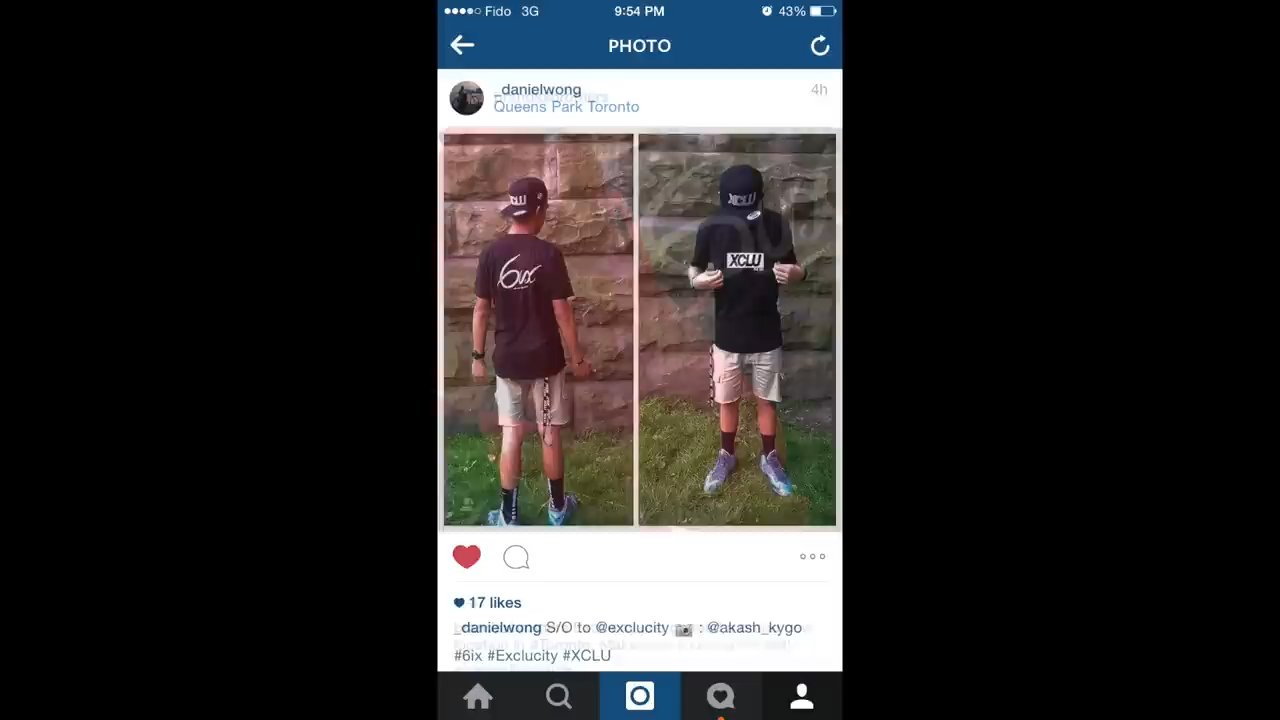 Fido 3G 9:54 PM 43%
PHOTO
_danielwong 4h
Queens Park Toronto
XCLU
6ix
XCLU
XCLU
17 likes
_danielwong S/O to @exclucity 📷 : @akash_kygo
#6ix #Exclucity #XCLU